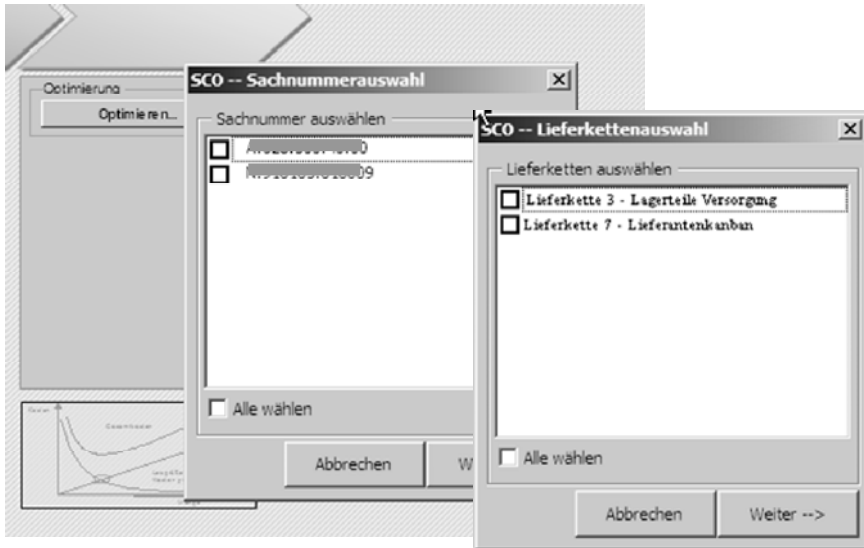 Optimierung
Optimieren...
SCO -- Sachnummerauswahl
Sachnummer auswählen
Alle wählen
Abbrechen
W
SCO -- Lieferkettenauswahl
Lieferketten auswählen
Lieferkette 3 - Lagerteile Versorgung
Lieferkette 7 - Lieferantenkanban
Alle wählen
Abbrechen
Weiter -->